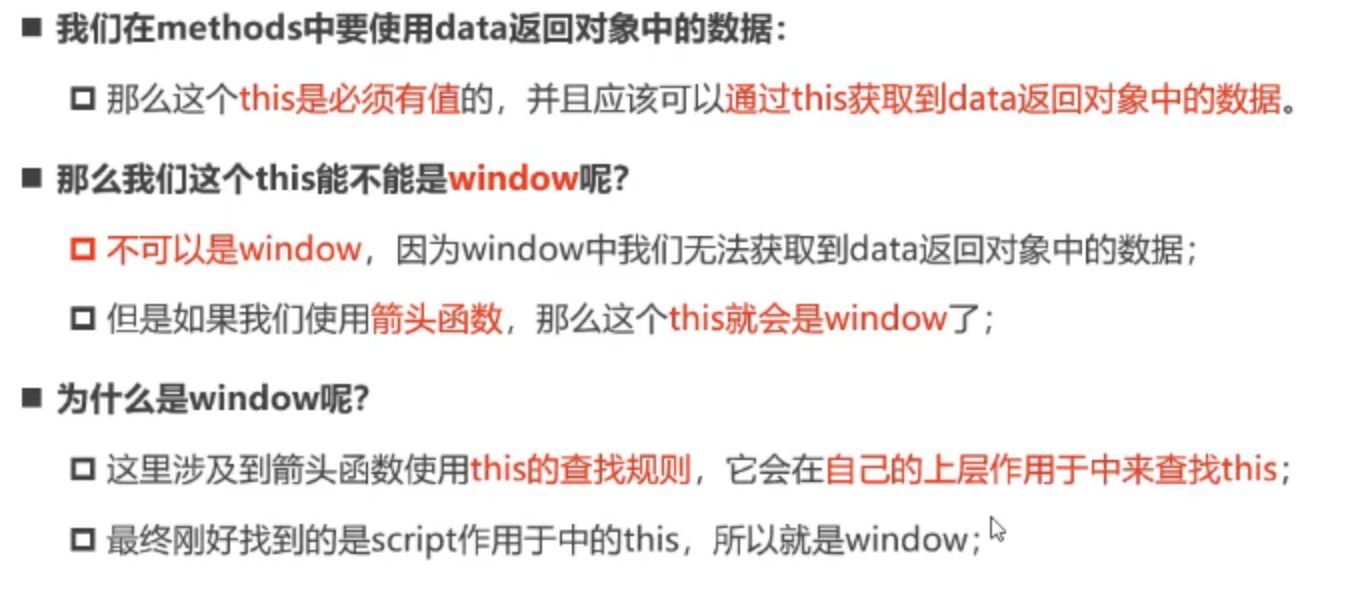 我们在methods中要使用data返回对象中的数据：
那么这个this是必须有值的，并且应该可以通过this获取到data返回对象中的数据。
那么我们这个this能不能是window呢？
不可以是window，因为window中我们无法获取到data返回对象中的数据；
但是如果我们使用箭头函数，那么这个this就会是window了；
为什么是window呢？
这里涉及到箭头函数使用this的查找规则，它会在自己的上层作用于中来查找this；
最终刚好找到的是script作用于中的this，所以就是window；